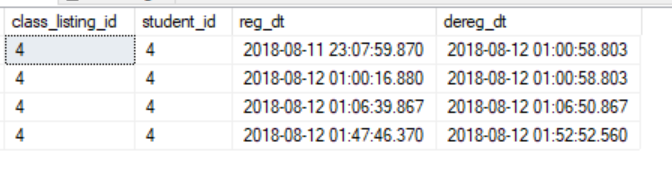 class_listing_id student_id reg_dt dereg_dt
4 4 2018-08-11 23:07:59.870 2018-08-12 01:00:58.803
4 4 2018-08-12 01:00:16.880 2018-08-12 01:00:58.803
4 4 2018-08-12 01:06:39.867 2018-08-12 01:06:50.867
4 4 2018-08-12 01:47:46.370 2018-08-12 01:52:52.560